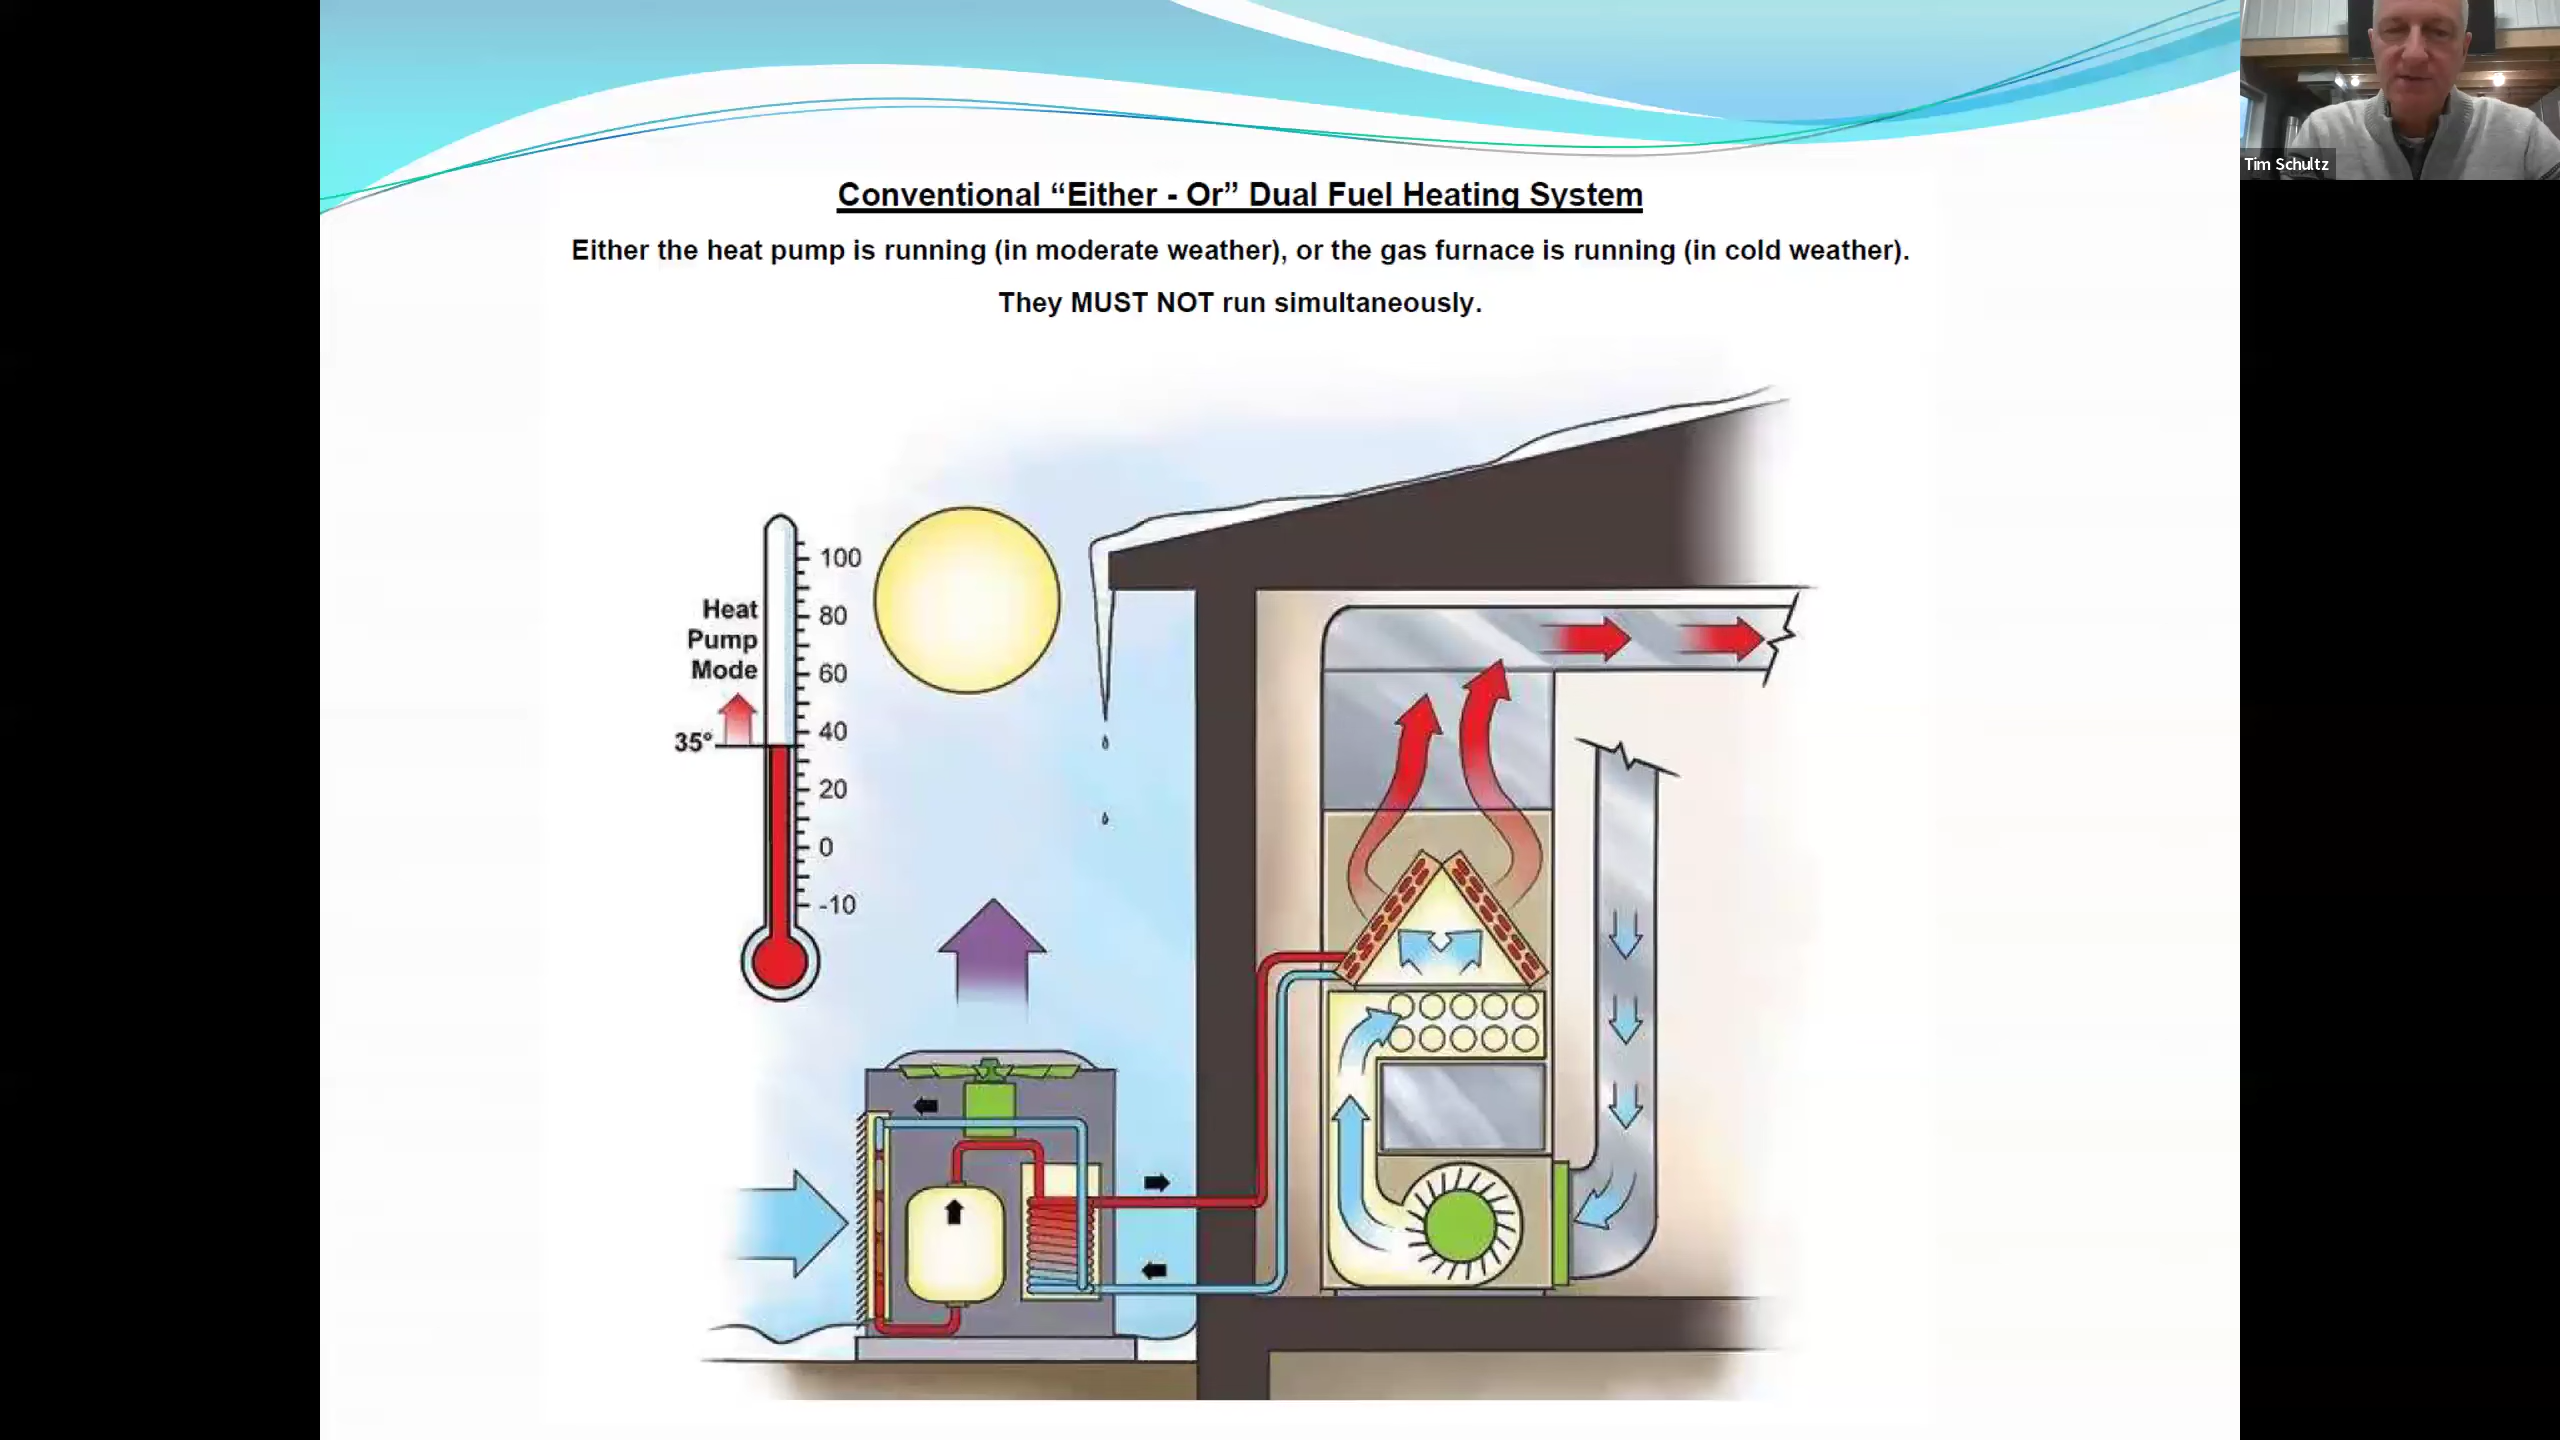 Conventional “Either - Or” Dual Fuel Heating System
Either the heat pump is running (in moderate weather), or the gas furnace is running (in cold weather).
They MUST NOT run simultaneously.
Tim Schultz
Heat
Pump
Mode
35°
100
80
60
40
20
0
-10